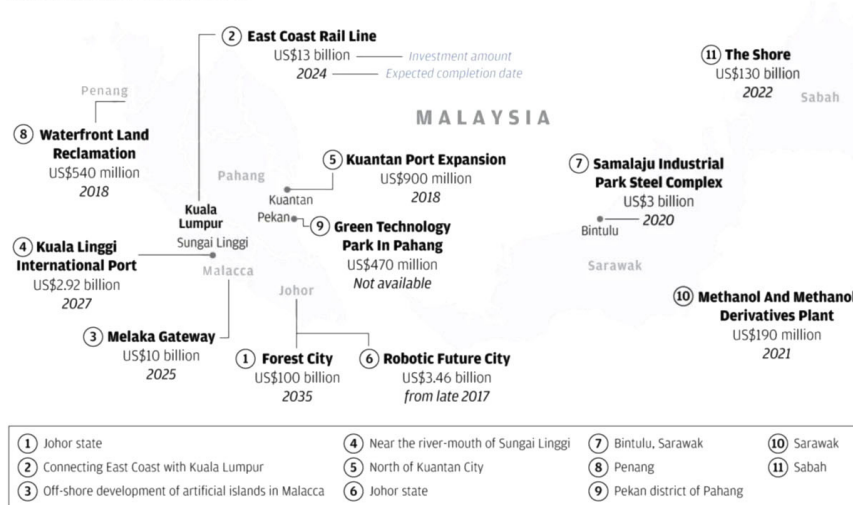 2 East Coast Rail Line
US$13 billion Investment amount
2024 Expected completion date
11 The Shore
US$130 billion
2022
Sabah
Penang
MALAYSIA
8 Waterfront Land
Reclamation
US$540 million
2018
Pahang
5 Kuantan Port Expansion
US$900 million
2018
Kuantan
7 Samalaju Industrial
Park Steel Complex
US$3 billion
2020
Bintulu
Kuala
Lumpur
Pekan
9 Green Technology
Park In Pahang
US$470 million
Not available
Sungai Linggi
4 Kuala Linggi
International Port
US$2.92 billion
2027
Malacca
Sarawak
Johor
10 Methanol And Methanol
Derivatives Plant
US$190 million
2021
3 Melaka Gateway
US$10 billion
2025
1 Forest City
US$100 billion
2035
6 Robotic Future City
US$3.46 billion
from late 2017
1 Johor state
2 Connecting East Coast with Kuala Lumpur
3 Off-shore development of artificial islands in Malacca
4 Near the river-mouth of Sungai Linggi
5 North of Kuantan City
6 Johor state
7 Bintulu, Sarawak
8 Penang
9 Pekan district of Pahang
10 Sarawak
11 Sabah